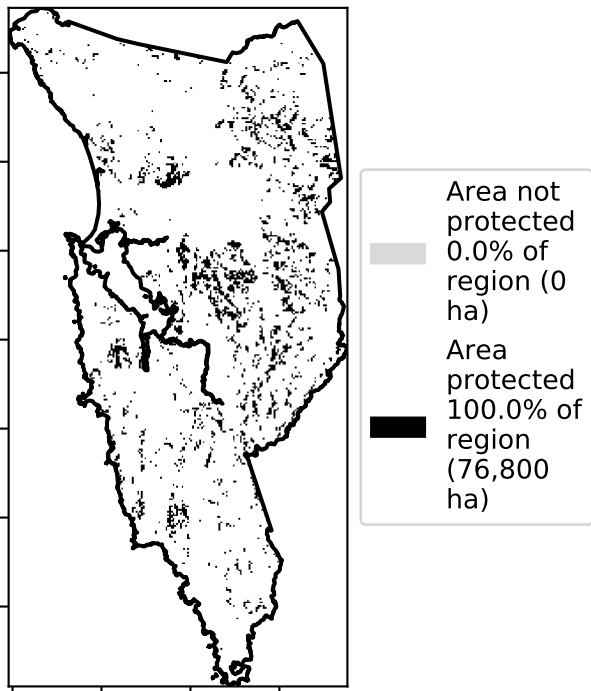 Area not
protected
0.0% of
region (0
ha)
Area
protected
100.0% of
region
(76,800
ha)